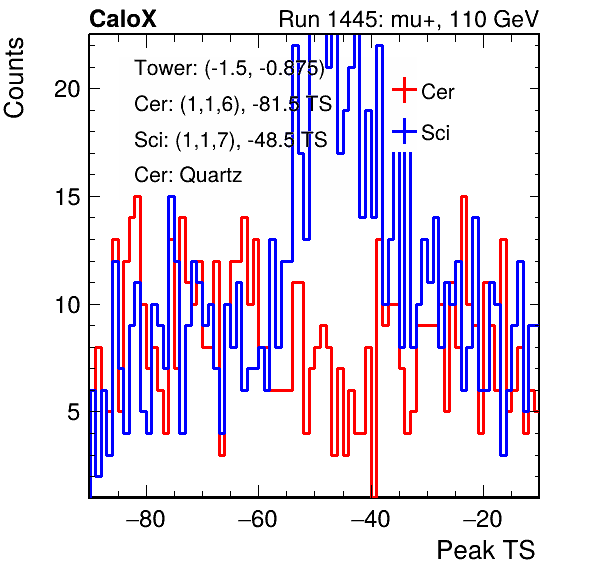 CaloX Run 1445: mu+, 110 GeV
Counts
Tower: (-1.5, -0.875)
Cer: (1,1,6), -81.5 TS
Sci: (1,1,7), -48.5 TS
Cer: Quartz
Cer
Sci
20
15
10
5
−80 −60 −40 −20
Peak TS